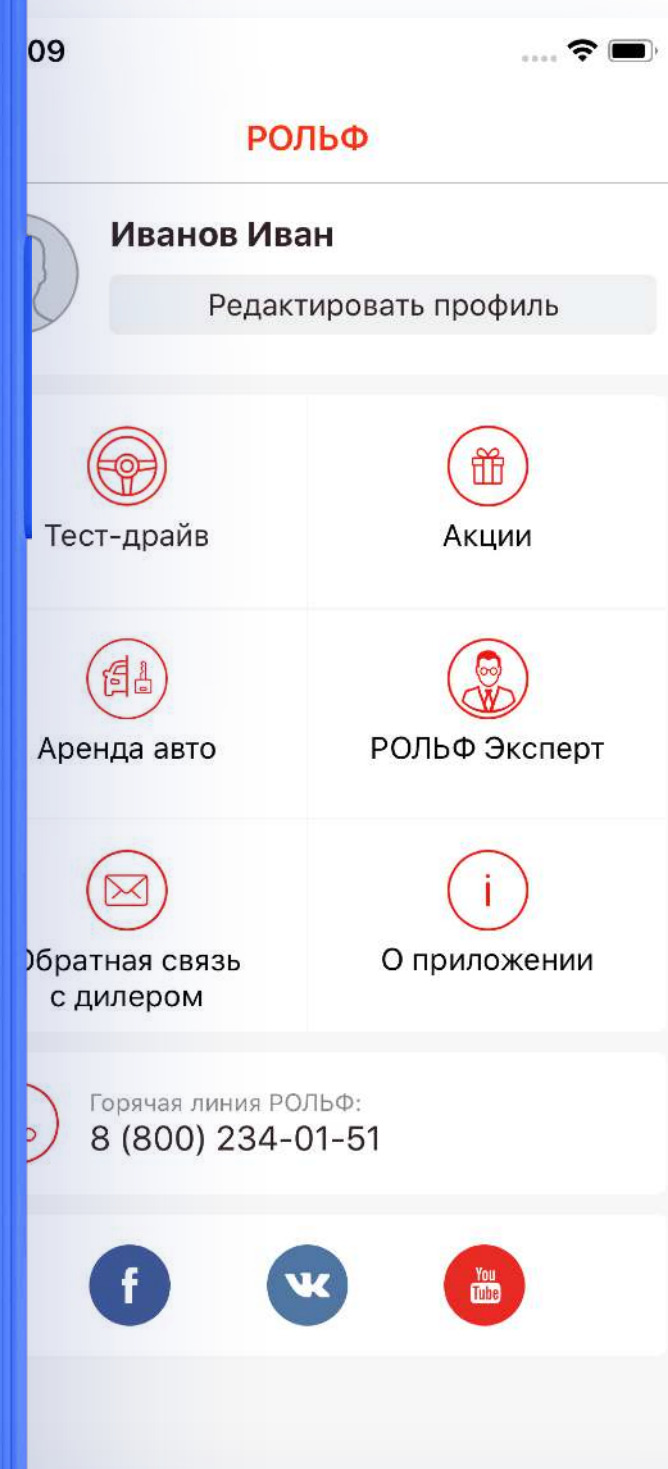 09
РОЛЬФ
Иванов Иван
Редактировать профиль
Тест-драйв
Акции
Аренда авто
РОЛЬФ Эксперт
Обратная связь
с дилером
О приложении
Горячая линия РОЛЬФ:
8 (800) 234-01-51
You
Tube